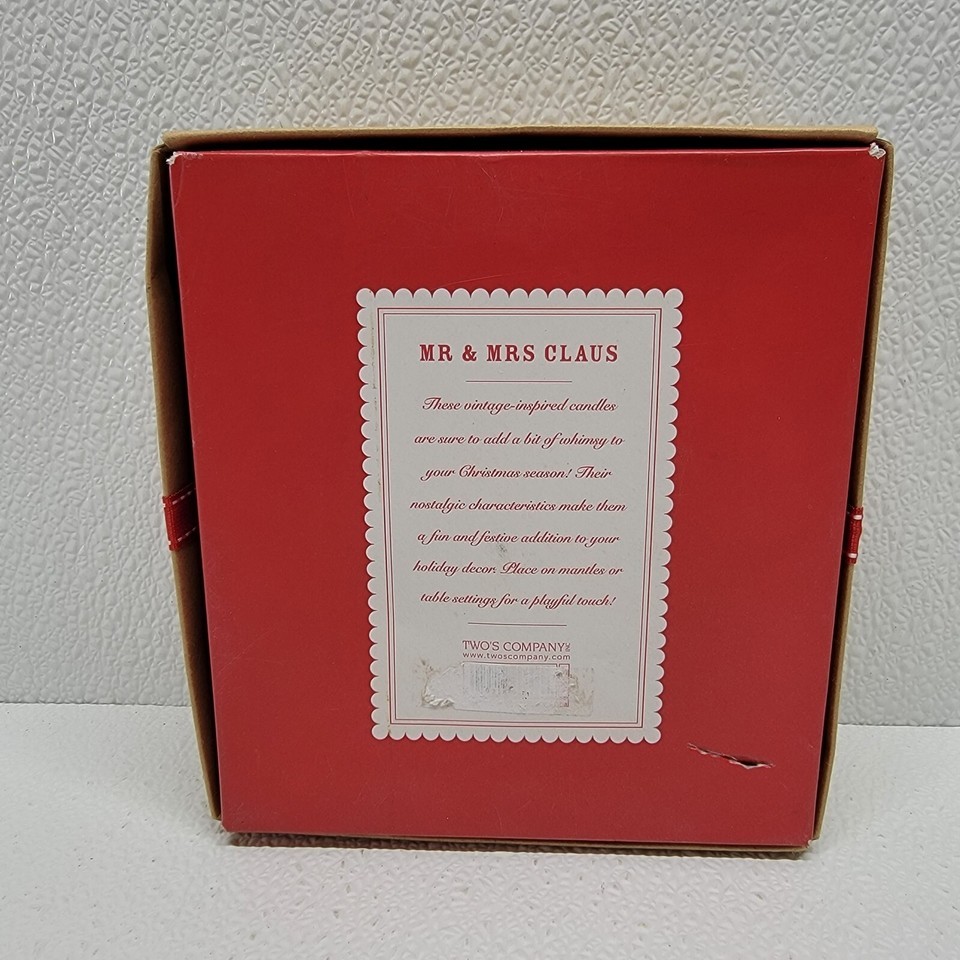 MR & MRS CLAUS
These vintage-inspired candles
are sure to add a bit of whimsy to
your Christmas season! Their
nostalgic characteristics make them
a fun and festive addition to your
holiday decor. Place on mantles or
table settings for a playful touch!
TWO'S COMPANY INC
www.twoscompany.com